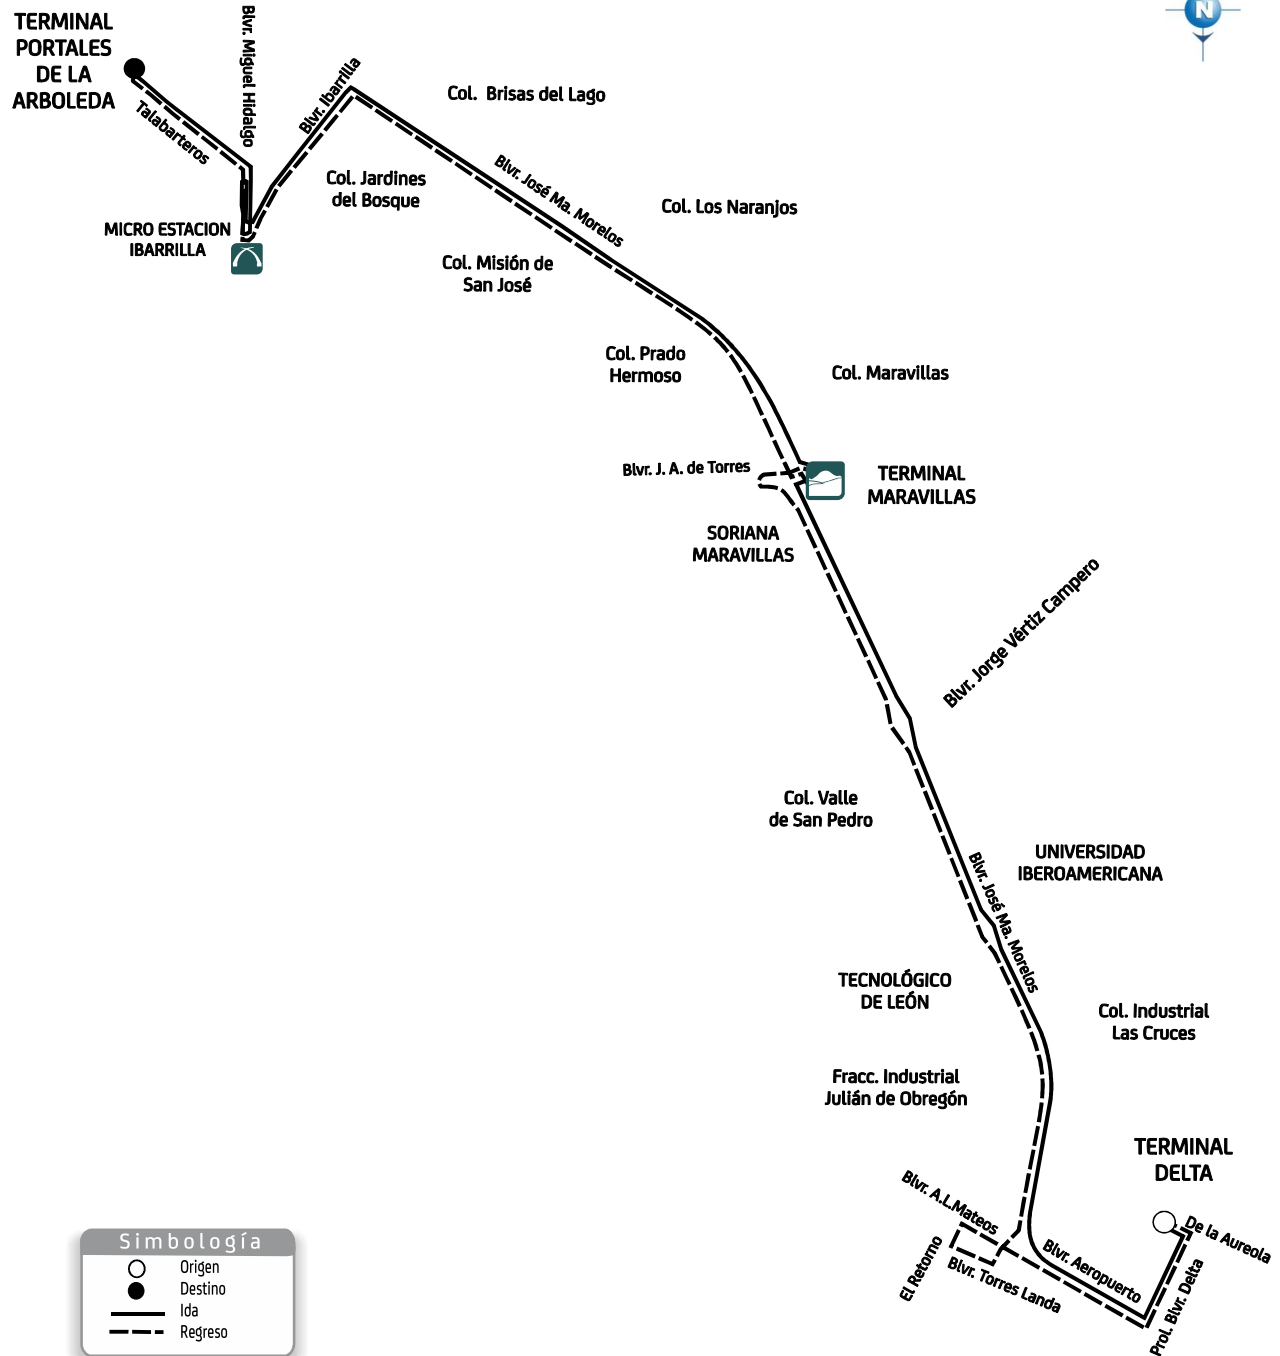 N
TERMINAL
PORTALES
DE LA
ARBOLEDA
Blvr. Miguel Hidalgo
Talabarteros
Blvr. Ibarrilla
Col. Brisas del Lago
Col. Jardines
del Bosque
Blvr. José Ma. Morelos
Col. Los Naranjos
MICRO ESTACION
IBARRILLA
Col. Misión de
San José
Col. Prado
Hermoso
Col. Maravillas
Blvr. J. A. de Torres
TERMINAL
MARAVILLAS
SORIANA
MARAVILLAS
Blvr. Jorge Vértiz Campero
Col. Valle
de San Pedro
UNIVERSIDAD
IBEROAMERICANA
Blvr. José Ma. Morelos
TECNOLÓGICO
DE LEÓN
Col. Industrial
Las Cruces
Fracc. Industrial
Julián de Obregón
TERMINAL
DELTA
Blvr. A.L.Mateos
De la Aureola
El Retorno
Blvr. Torres Landa
Blvr. Aeropuerto
Prol. Blvr. Delta
Simbología
Origen
Destino
Ida
Regreso